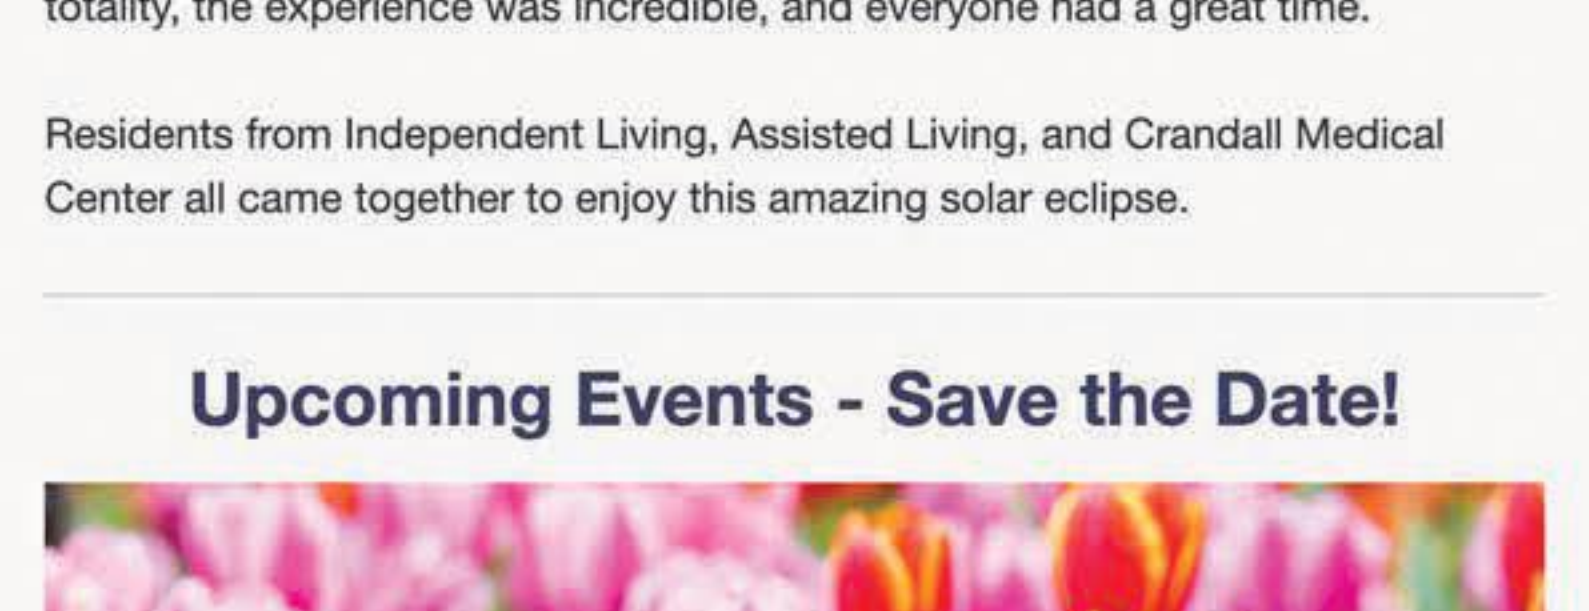 totality, the experience was incredible, and everyone had a great time.
Residents from Independent Living, Assisted Living, and Crandall Medical
Center all came together to enjoy this amazing solar eclipse.
Upcoming Events - Save the Date!